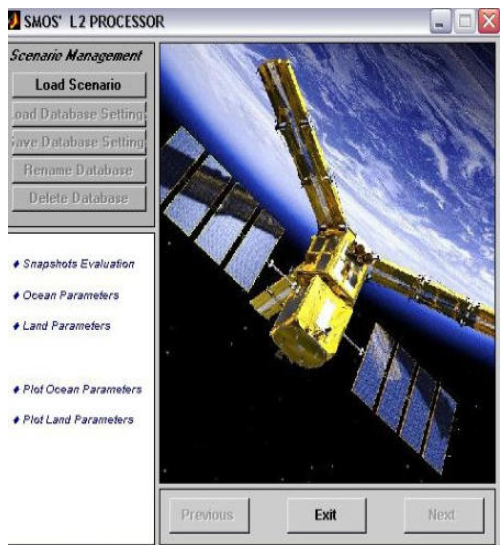 SMOS' L2 PROCESSOR
Scenario Management
Load Scenario
oad Database Setting
ave Database Setting
Rename Database
Delete Database
Snapshots Evaluation
Ocean Parameters
Land Parameters
Plot Ocean Parameters
Plot Land Parameters
Previous
Exit
Next